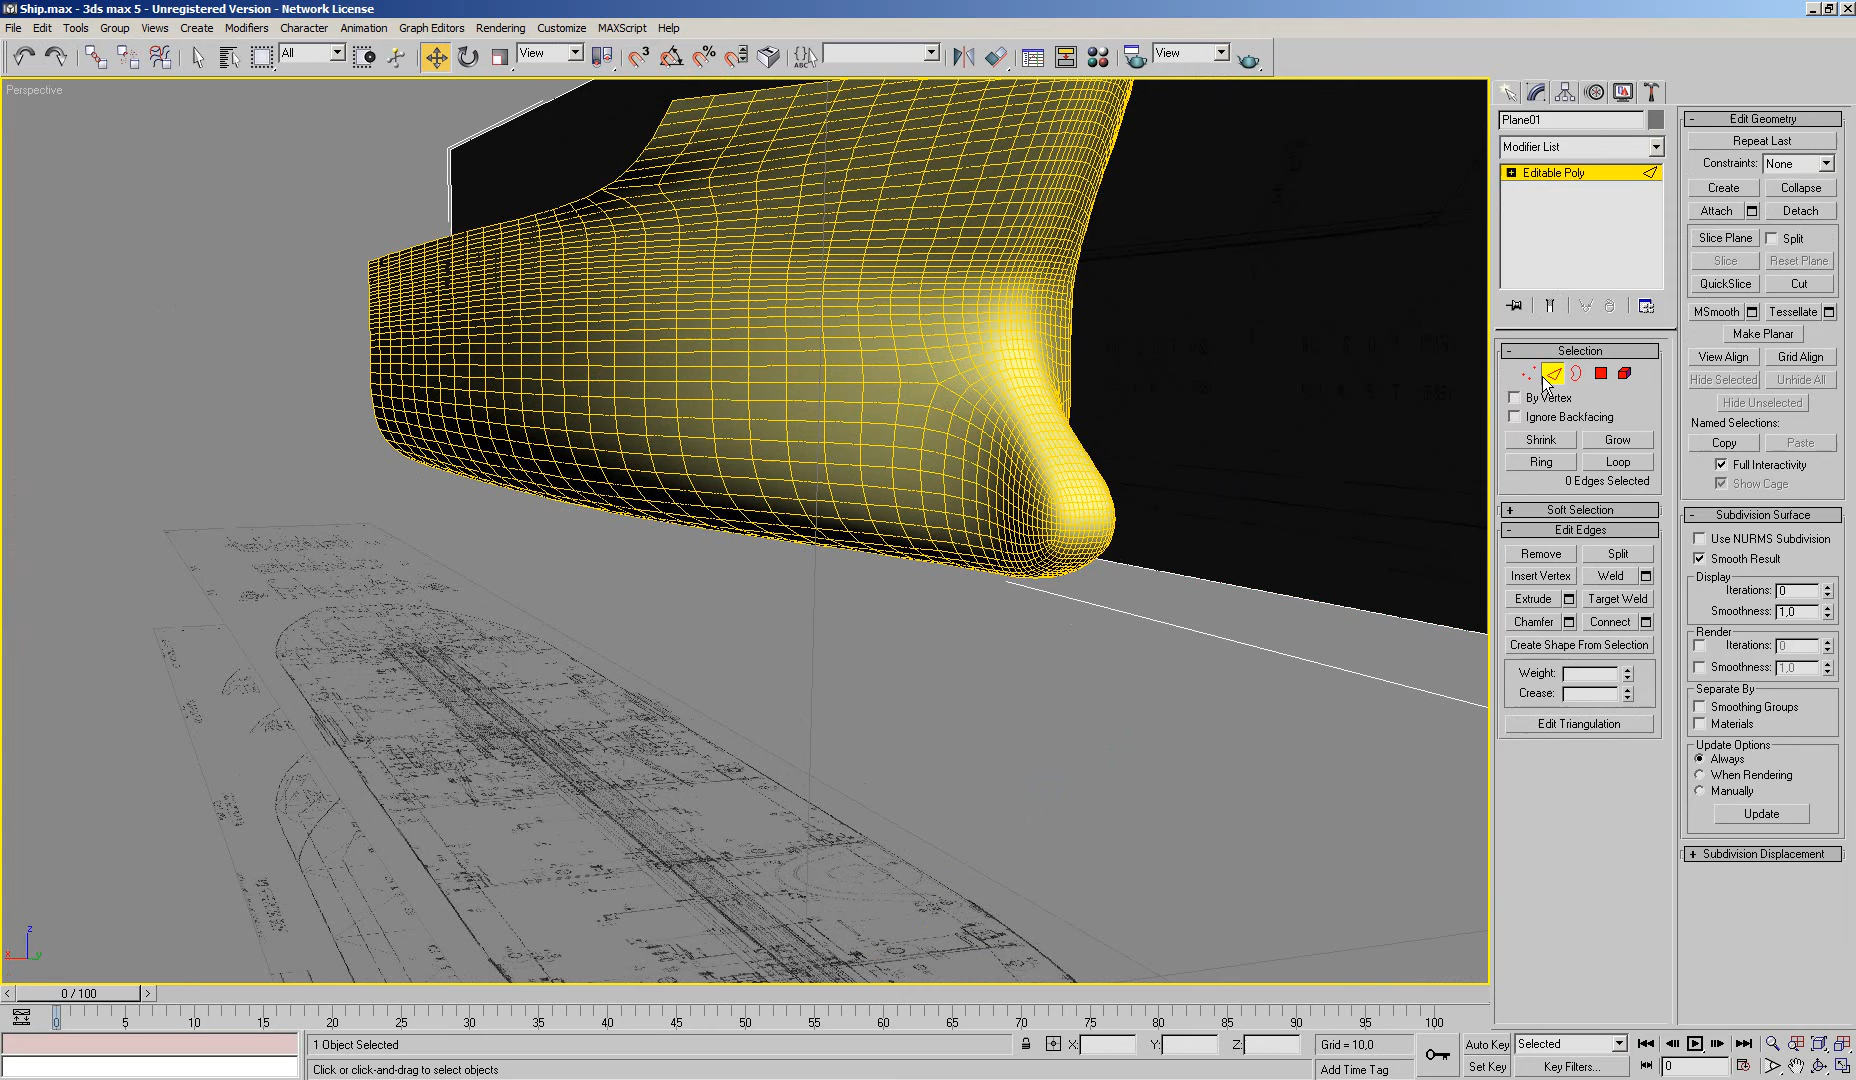 Ship.max - 3ds max 5 - Unregistered Version - Network License
File Edit Tools Group Views Create Modifiers Character Animation Graph Editors Rendering Customize MAXScript Help
All
View
3
%
ABC
View
Perspective
Plane01
Modifier List
Editable Poly
- Selection
By Vertex
Ignore Backfacing
Shrink Grow
Ring Loop
0 Edges Selected
+ Soft Selection
- Edit Edges
Remove Split
Insert Vertex Weld
Extrude Target Weld
Chamfer Connect
Create Shape From Selection
Weight:
Crease:
Edit Triangulation
- Edit Geometry
Repeat Last
Constraints: None
Create Collapse
Attach Detach
Slice Plane Split
Slice Reset Plane
QuickSlice Cut
MSmooth Tessellate
Make Planar
View Align Grid Align
Hide Selected Unhide All
Hide Unselected
Named Selections:
Copy Paste
Full Interactivity
Show Cage
- Subdivision Surface
Use NURMS Subdivision
Smooth Result
Display
Iterations: 0
Smoothness: 1,0
Render
Iterations: 0
Smoothness: 1,0
Separate By
Smoothing Groups
Materials
Update Options
Always
When Rendering
Manually
Update
+ Subdivision Displacement
z
x
y
< 0 / 100 >
0 5 10 15 20 25 30 35 40 45 50 55 60 65 70 75 80 85 90 95 100
1 Object Selected
X: Y: Z:
Grid = 10,0
Auto Key Selected
Click or click-and-drag to select objects
Add Time Tag
Set Key Key Filters...
0